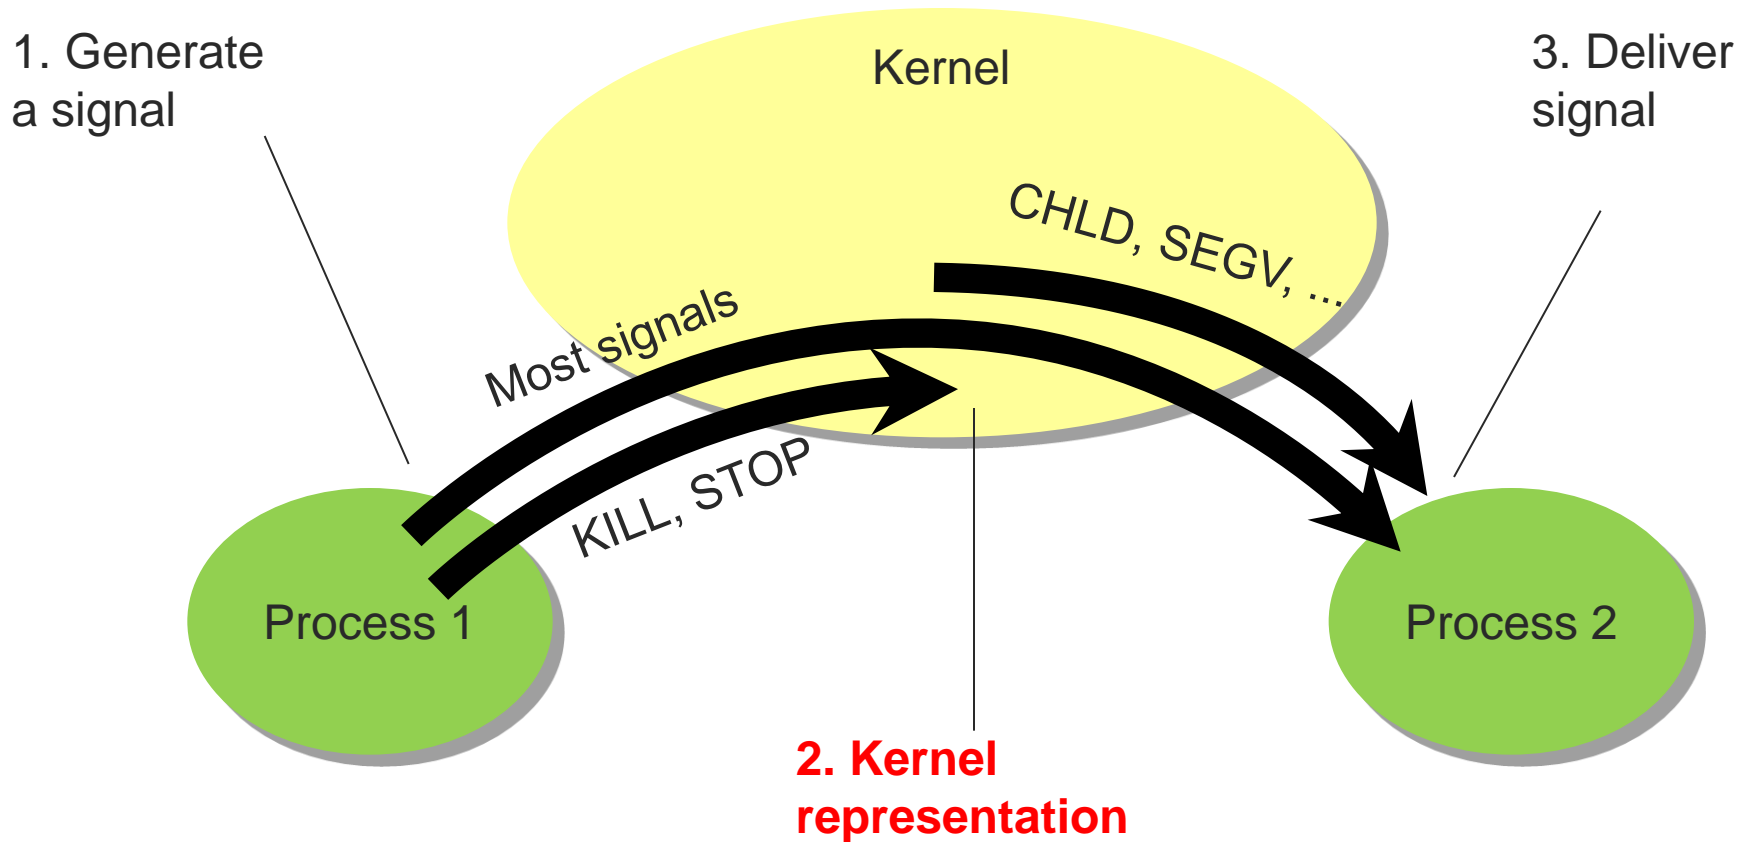 1. Generate
a signal
Kernel
3. Deliver
signal
CHLD, SEGV, ...
Most signals
KILL, STOP
Process 1
Process 2
2. Kernel
representation